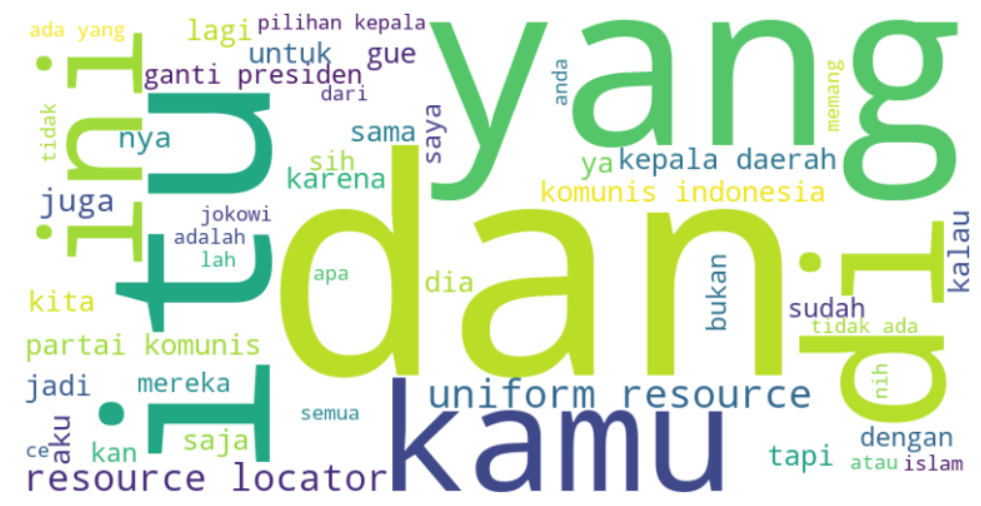 ada yang
lagi
pilihan kepala
untuk
gue
ganti presiden
dari
ini
itu
yang
anda
memang
tidak
nya
sama
saya
sih
karena
ya
kepala daerah
komunis indonesia
juga
jokowi
adalah
lah
dan
apa
dia
bukan
di
kalau
sudah
tidak ada
kita
partai komunis
jadi
mereka
semua
uniform resource
nih
kamu
aku
ce
kan
saja
resource locator
tapi
dengan
atau
islam